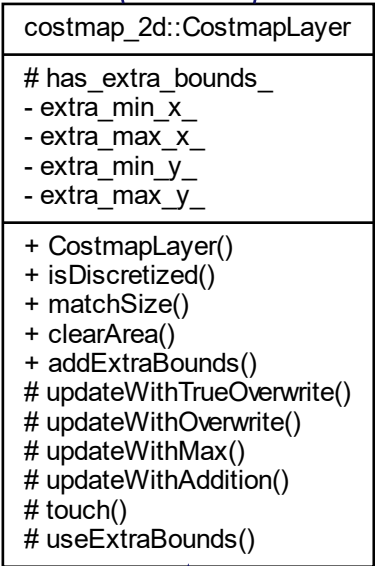 costmap_2d::CostmapLayer
# has_extra_bounds_
- extra_min_x_
- extra_max_x_
- extra_min_y_
- extra_max_y_
+ CostmapLayer()
+ isDiscretized()
+ matchSize()
+ clearArea()
+ addExtraBounds()
# updateWithTrueOverwrite()
# updateWithOverwrite()
# updateWithMax()
# updateWithAddition()
# touch()
# useExtraBounds()